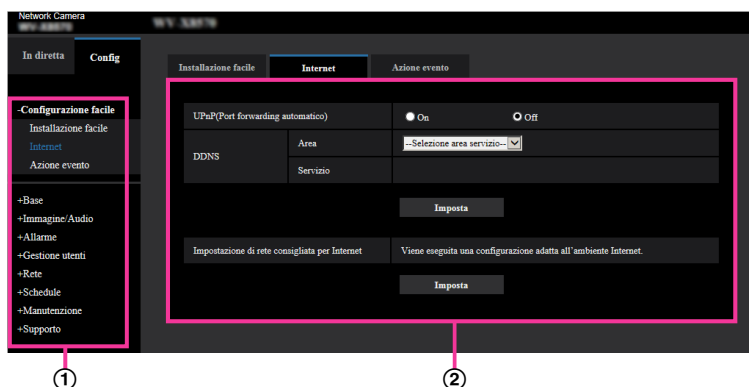 Network Camera
In diretta
Config
Installazione facile
Internet
Azione evento
-Configurazione facile
Installazione facile
Internet
Azione evento
+Base
+Immagine/Audio
+Allarme
+Gestione utenti
+Rete
+Schedule
+Manutenzione
+Supporto
UPnP(Port forwarding automatico)
On
Off
DDNS
Area
--Selezione area servizio--
Servizio
Imposta
Impostazione di rete consigliata per Internet
Viene eseguita una configurazione adatta all'ambiente Internet.
Imposta
①
②